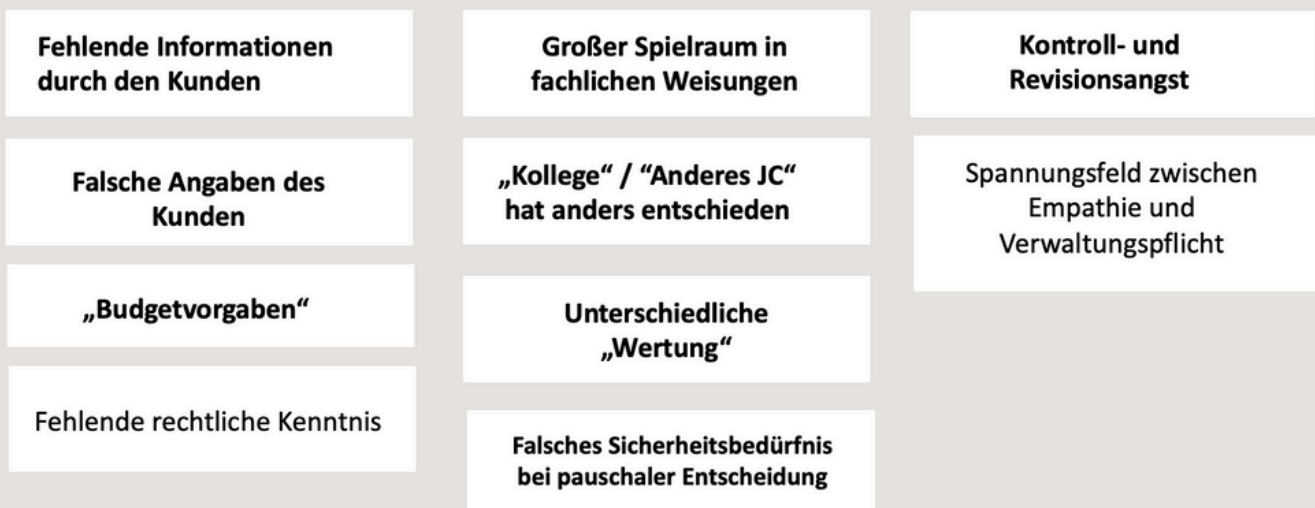 Fehlende Informationen
durch den Kunden
Falsche Angaben des
Kunden
„Budgetvorgaben“
Fehlende rechtliche Kenntnis
Großer Spielraum in
fachlichen Weisungen
„Kollege“ / “Anderes JC“
hat anders entschieden
Unterschiedliche
„Wertung“
Falsches Sicherheitsbedürfnis
bei pauschaler Entscheidung
Kontroll- und
Revisionsangst
Spannungsfeld zwischen
Empathie und
Verwaltungspflicht